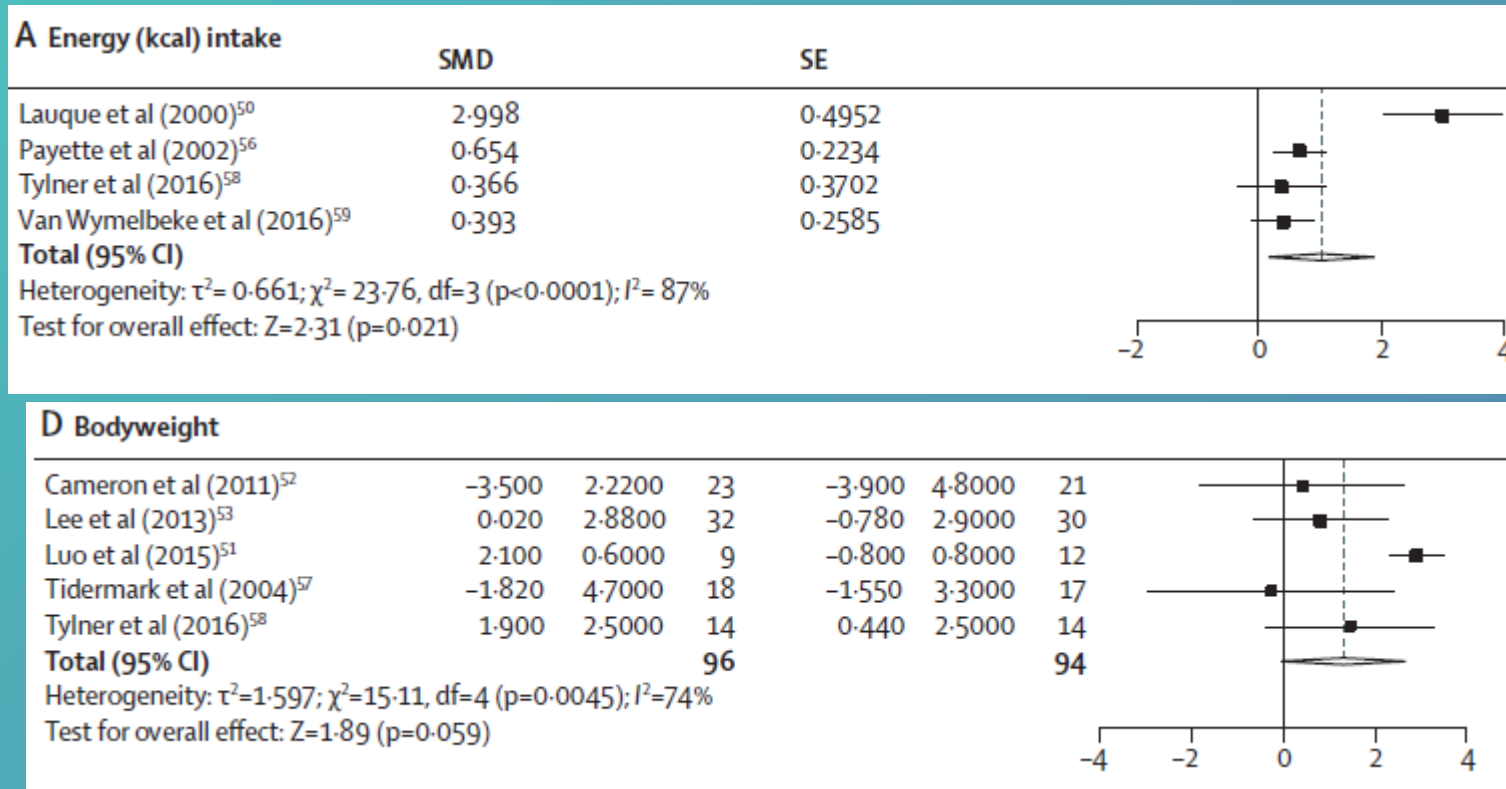 A Energy (kcal) intake
SMD SE
Lauque et al (2000)⁵⁰ 2·998 0·4952
Payette et al (2002)⁵⁶ 0·654 0·2234
Tylner et al (2016)⁵⁸ 0·366 0·3702
Van Wymelbeke et al (2016)⁵⁹ 0·393 0·2585
Total (95% CI)
Heterogeneity: τ²= 0·661; χ²= 23·76, df=3 (p<0·0001); I²= 87%
Test for overall effect: Z=2·31 (p=0·021)
–2 0 2 4
D Bodyweight
Cameron et al (2011)⁵² –3·500 2·2200 23 –3·900 4·8000 21
Lee et al (2013)⁵³ 0·020 2·8800 32 –0·780 2·9000 30
Luo et al (2015)⁵¹ 2·100 0·6000 9 –0·800 0·8000 12
Tidermark et al (2004)⁵⁷ –1·820 4·7000 18 –1·550 3·3000 17
Tylner et al (2016)⁵⁸ 1·900 2·5000 14 0·440 2·5000 14
Total (95% CI) 96 94
Heterogeneity: τ²=1·597; χ²=15·11, df=4 (p=0·0045); I²=74%
Test for overall effect: Z=1·89 (p=0·059)
–4 –2 0 2 4